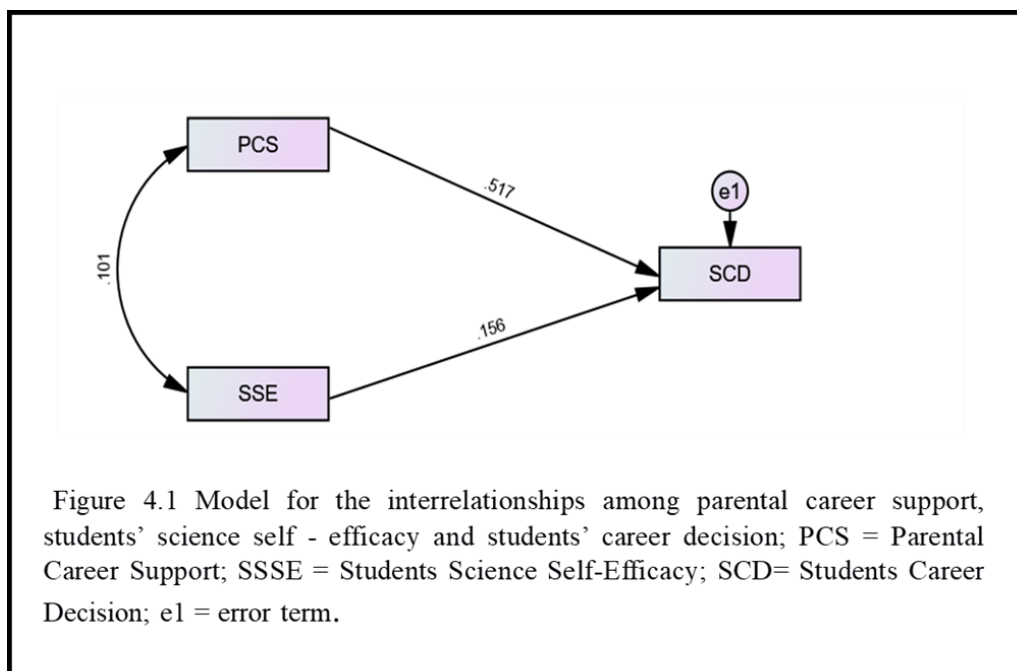 PCS
.517
e1
SCD
.101
.156
SSE
Figure 4.1 Model for the interrelationships among parental career support,
students’ science self - efficacy and students’ career decision; PCS = Parental
Career Support; SSSE = Students Science Self-Efficacy; SCD= Students Career
Decision; e1 = error term.